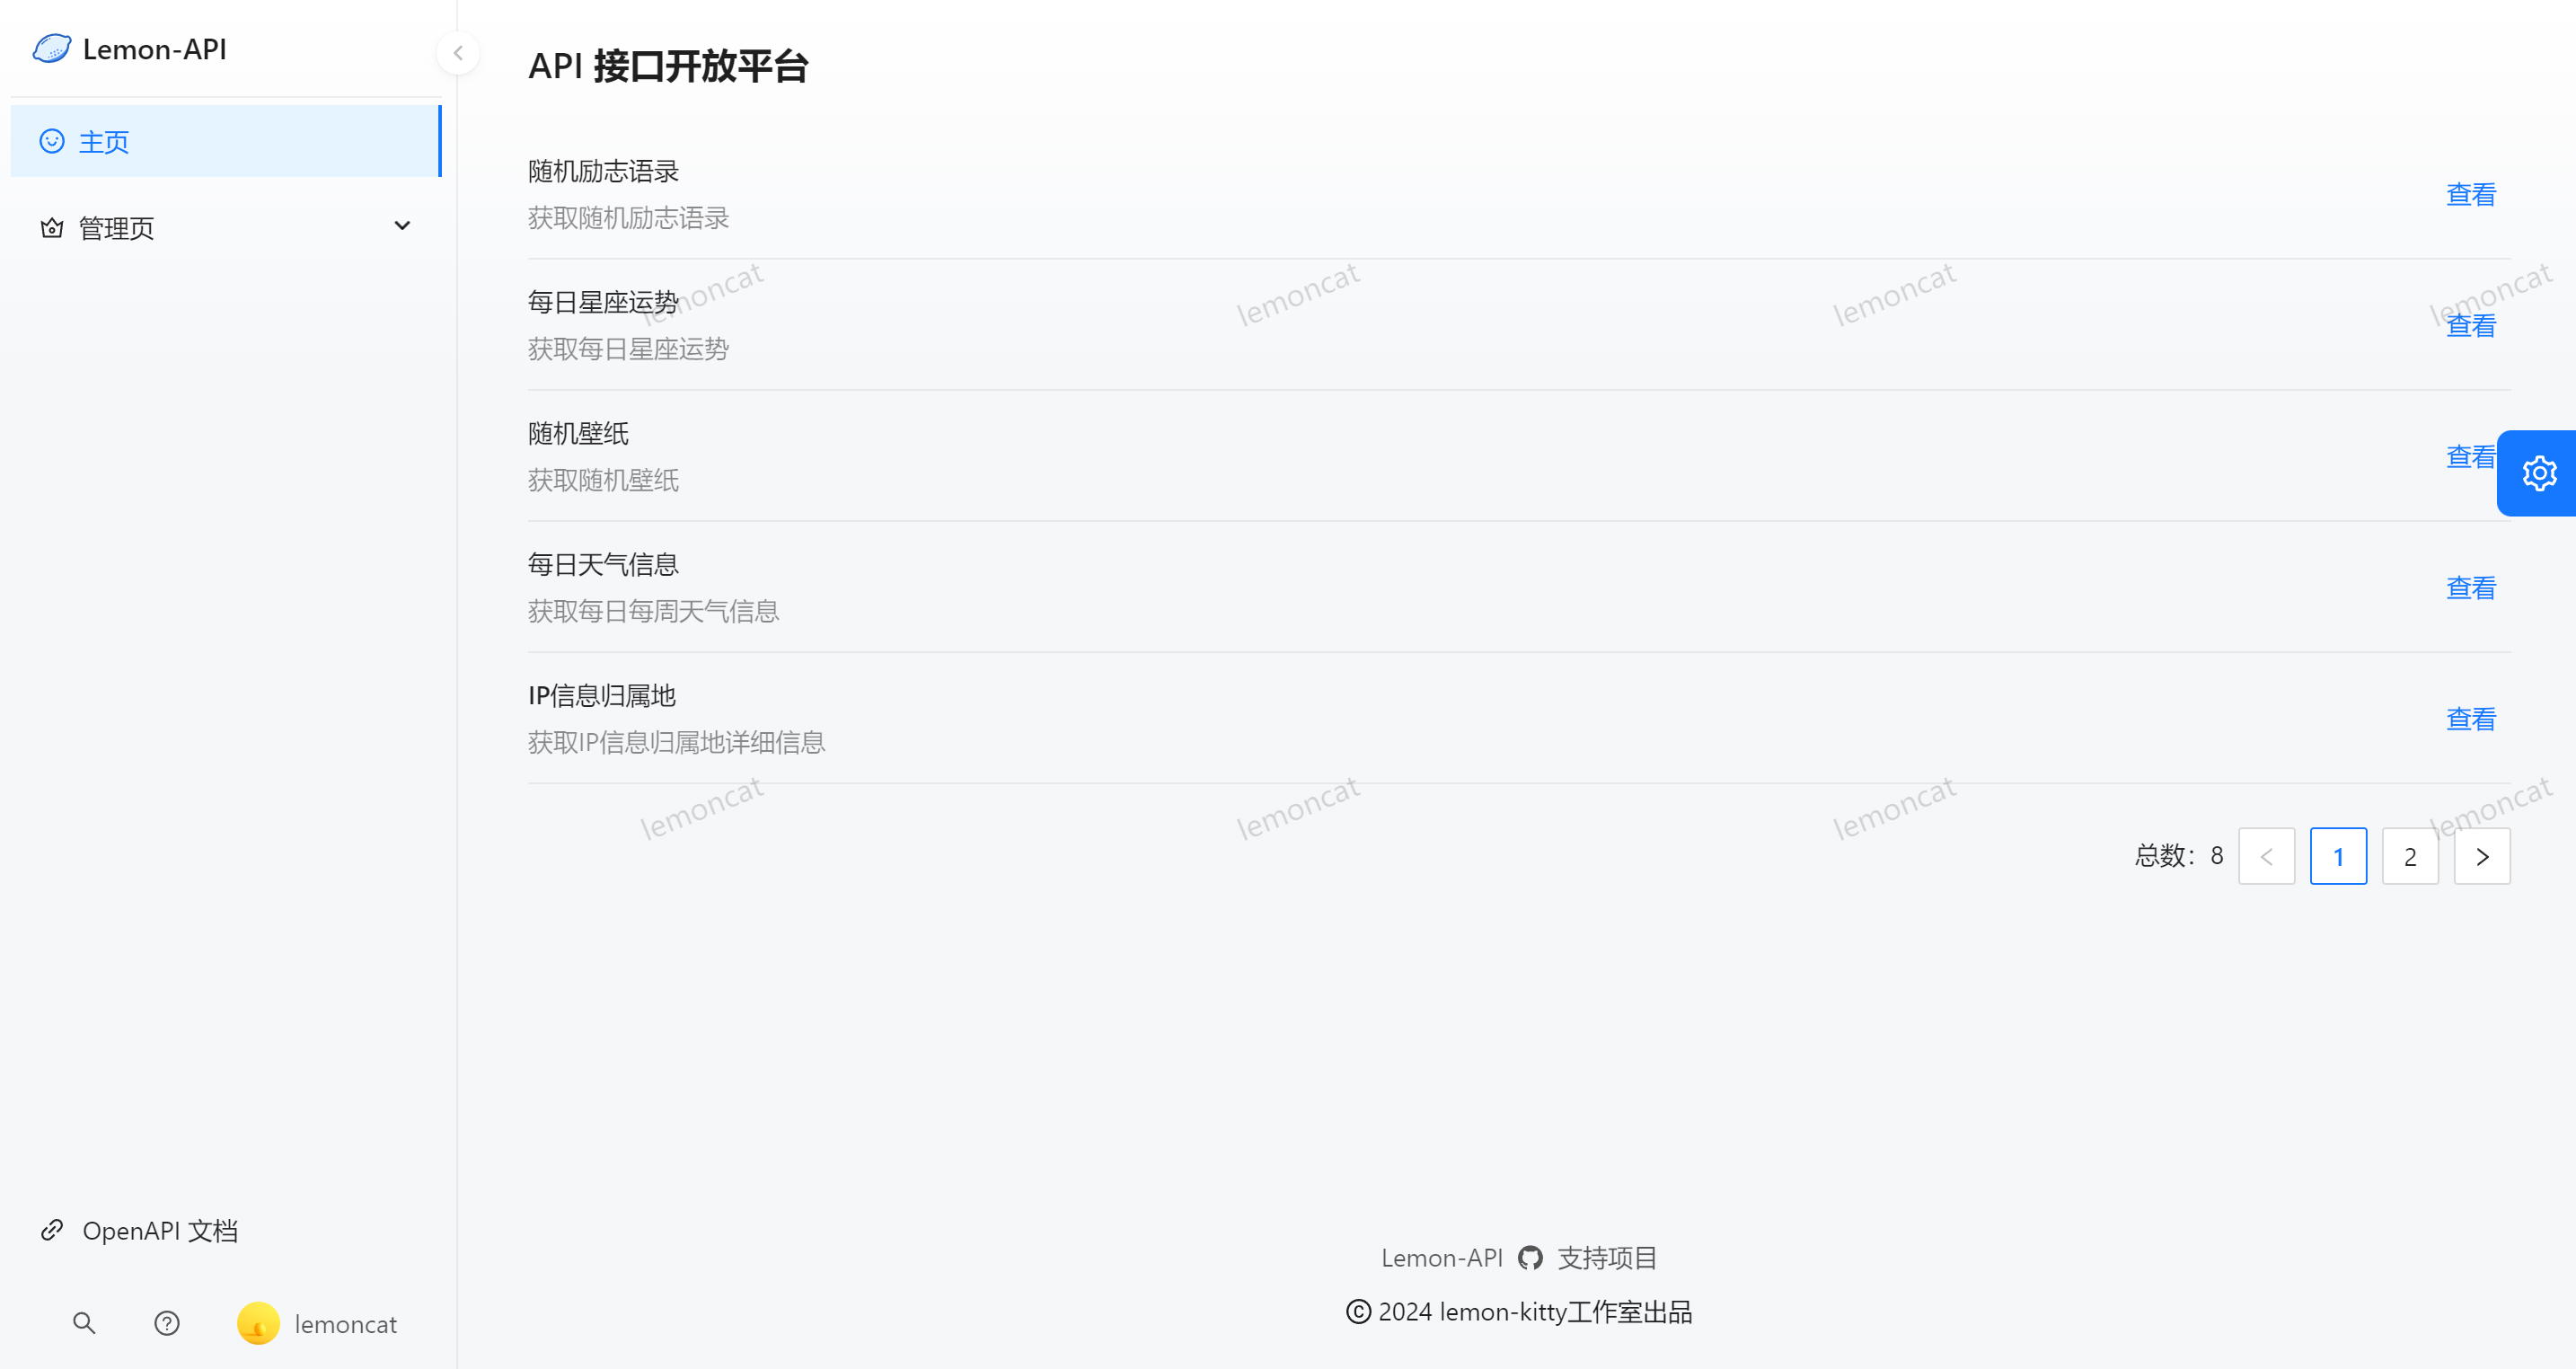 Lemon-API
主页
管理页
OpenAPI 文档
lemoncat
API 接口开放平台
随机励志语录
获取随机励志语录
查看
每日星座运势
获取每日星座运势
查看
随机壁纸
获取随机壁纸
查看
每日天气信息
获取每日每周天气信息
查看
IP信息归属地
获取IP信息归属地详细信息
查看
lemoncat lemoncat lemoncat lemoncat
lemoncat lemoncat lemoncat lemoncat
总数：8 < 1 2 >
Lemon-API 支持项目
© 2024 lemon-kitty工作室出品